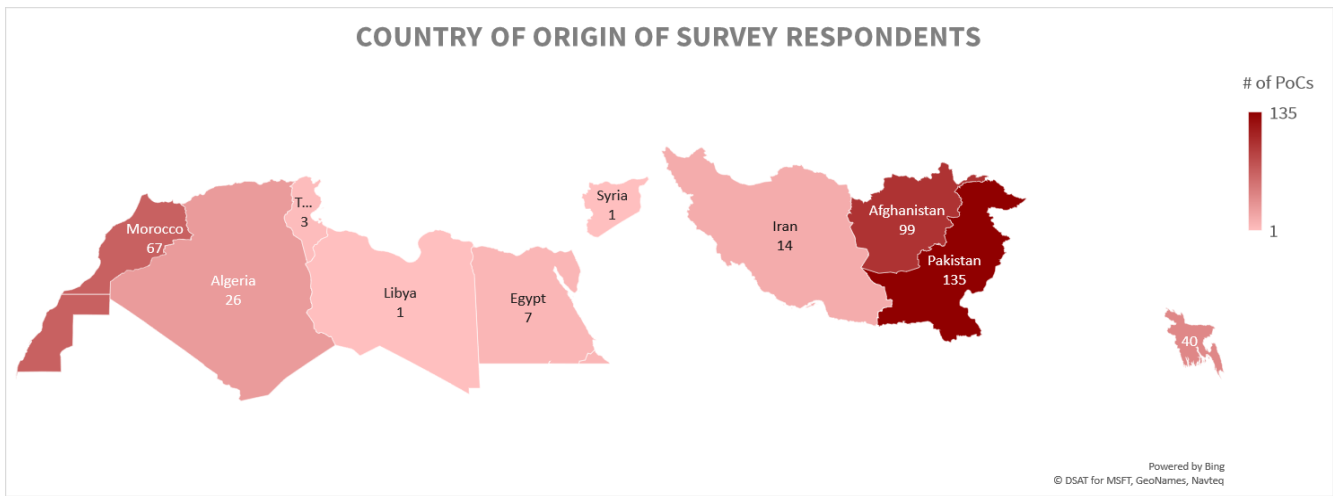 COUNTRY OF ORIGIN OF SURVEY RESPONDENTS
# of PoCs
135
1
Morocco
67
Algeria
26
T...
3
Libya
1
Egypt
7
Syria
1
Iran
14
Afghanistan
99
Pakistan
135
40
Powered by Bing
© DSAT for MSFT, GeoNames, Navteq